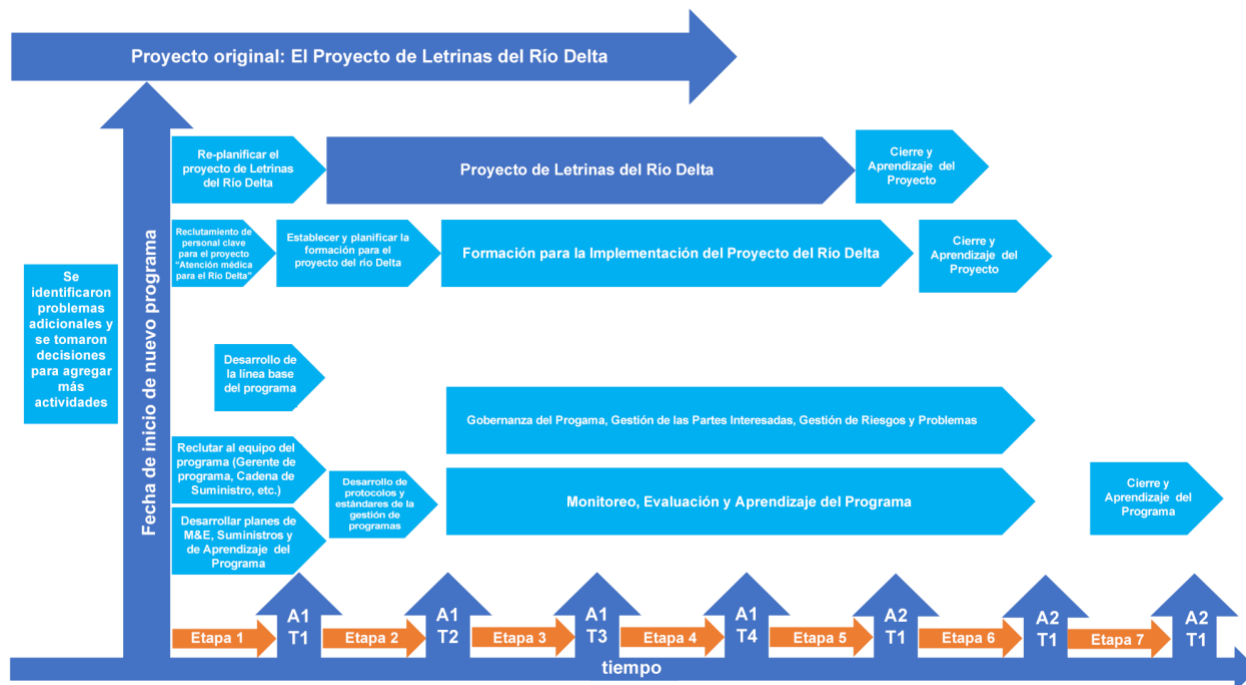 Proyecto original: El Proyecto de Letrinas del Río Delta
Re-planificar el
proyecto de Letrinas
del Río Delta
Proyecto de Letrinas del Río Delta
Cierre y
Aprendizaje del
Proyecto
Reclutamiento de
personal clave
para el proyecto
“Atención médica
para el Río Delta”
Establecer y planificar la
formación para el
proyecto del río Delta
Formación para la Implementación del Proyecto del Río Delta
Cierre y
Aprendizaje del
Proyecto
Se
identificaron
problemas
adicionales y
se tomaron
decisiones
para agregar
más
actividades
Fecha de inicio de nuevo programa
Desarrollo de
la línea base
del programa
Gobernanza del Progama, Gestión de las Partes Interesadas, Gestión de Riesgos y Problemas
Reclutar al equipo del
programa (Gerente de
programa, Cadena de
Suministro, etc.)
Desarrollo de
protocolos y
estándares de la
gestión de
programas
Monitoreo, Evaluación y Aprendizaje del Programa
Cierre y
Aprendizaje del
Programa
Desarrollar planes de
M&E, Suministros y
de Aprendizaje del
Programa
Etapa 1
A1
T1
Etapa 2
A1
T2
Etapa 3
A1
T3
Etapa 4
A1
T4
Etapa 5
A2
T1
Etapa 6
A2
T1
Etapa 7
A2
T1
tiempo